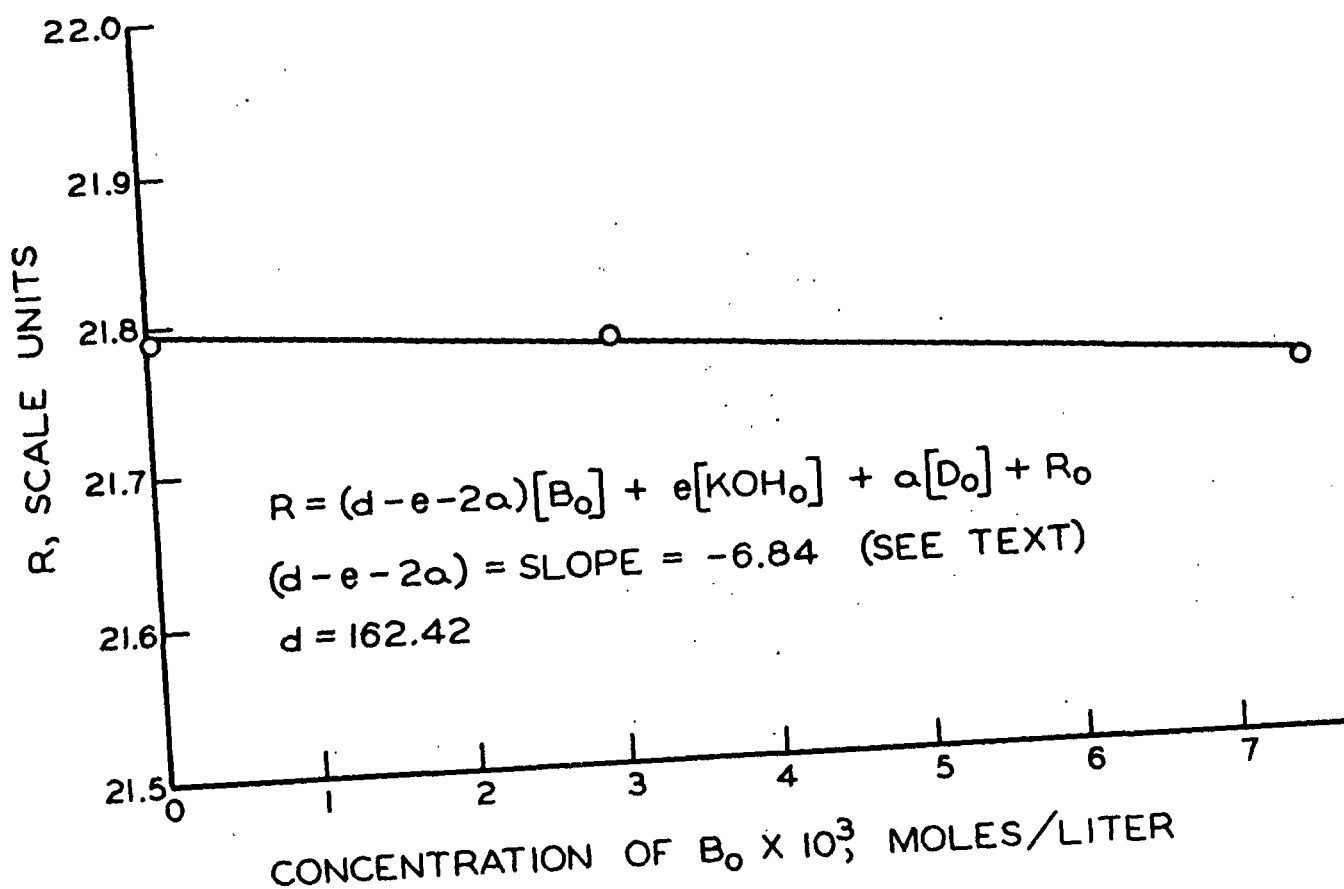 22.0
21.9
21.8
21.7
21.6
21.5
R, SCALE UNITS
R = (d-e-2a)[B₀] + e[KOH₀] + a[D₀] + R₀
(d-e-2a) = SLOPE = -6.84 (SEE TEXT)
d = 162.42
0 1 2 3 4 5 6 7
CONCENTRATION OF B₀ X 10³, MOLES/LITER